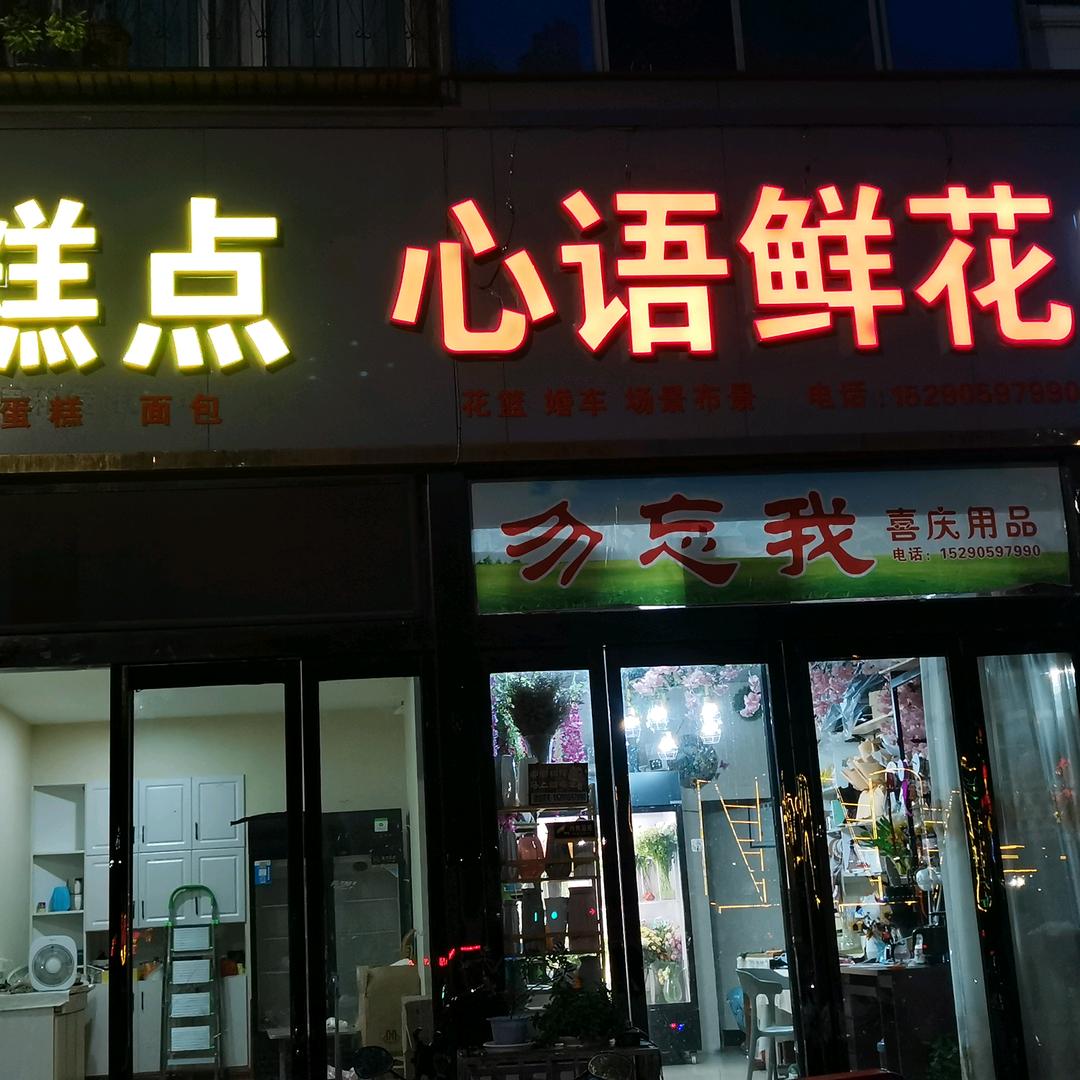 糕点
蛋糕 面包
心语鲜花
花篮 婚车 场景布景 电话:15290597990
勿忘我
喜庆用品
电话:15290597990